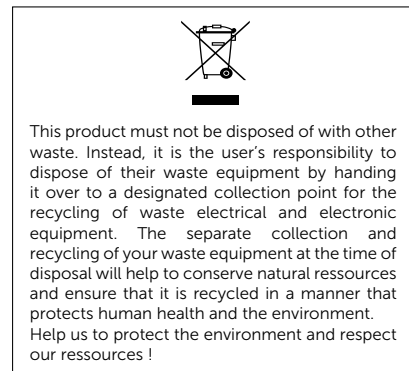 This product must not be disposed of with other
waste. Instead, it is the user's responsibility to
dispose of their waste equipment by handing
it over to a designated collection point for the
recycling of waste electrical and electronic
equipment. The separate collection and
recycling of your waste equipment at the time of
disposal will help to conserve natural ressources
and ensure that it is recycled in a manner that
protects human health and the environment.
Help us to protect the environment and respect
our ressources !